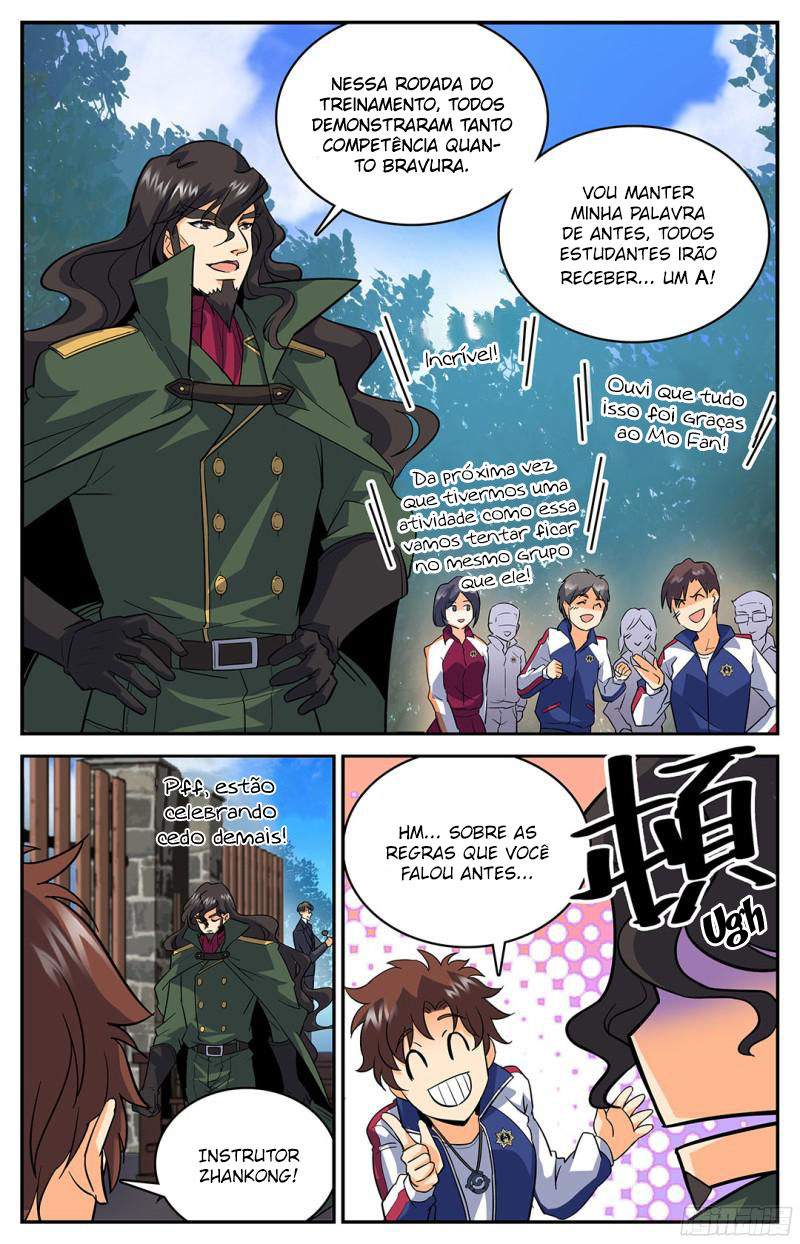 NESSA RODADA DO
TREINAMENTO, TODOS
DEMONSTRARAM TANTO
COMPETÊNCIA QUAN-
TO BRAVURA.
VOU MANTER
MINHA PALAVRA
DE ANTES, TODOS
ESTUDANTES IRÃO
RECEBER... UM A!
Incrível!
Ouvi que tudo
isso foi graças
ao Mo Fan!
Da próxima vez
que tivermos uma
atividade como essa
vamos tentar ficar
no mesmo grupo
que ele!
Pff, estão
celebrando
cedo demais!
INSTRUTOR
ZHANKONG!
HM... SOBRE AS
REGRAS QUE VOCÊ
FALOU ANTES...
頓
Ugh